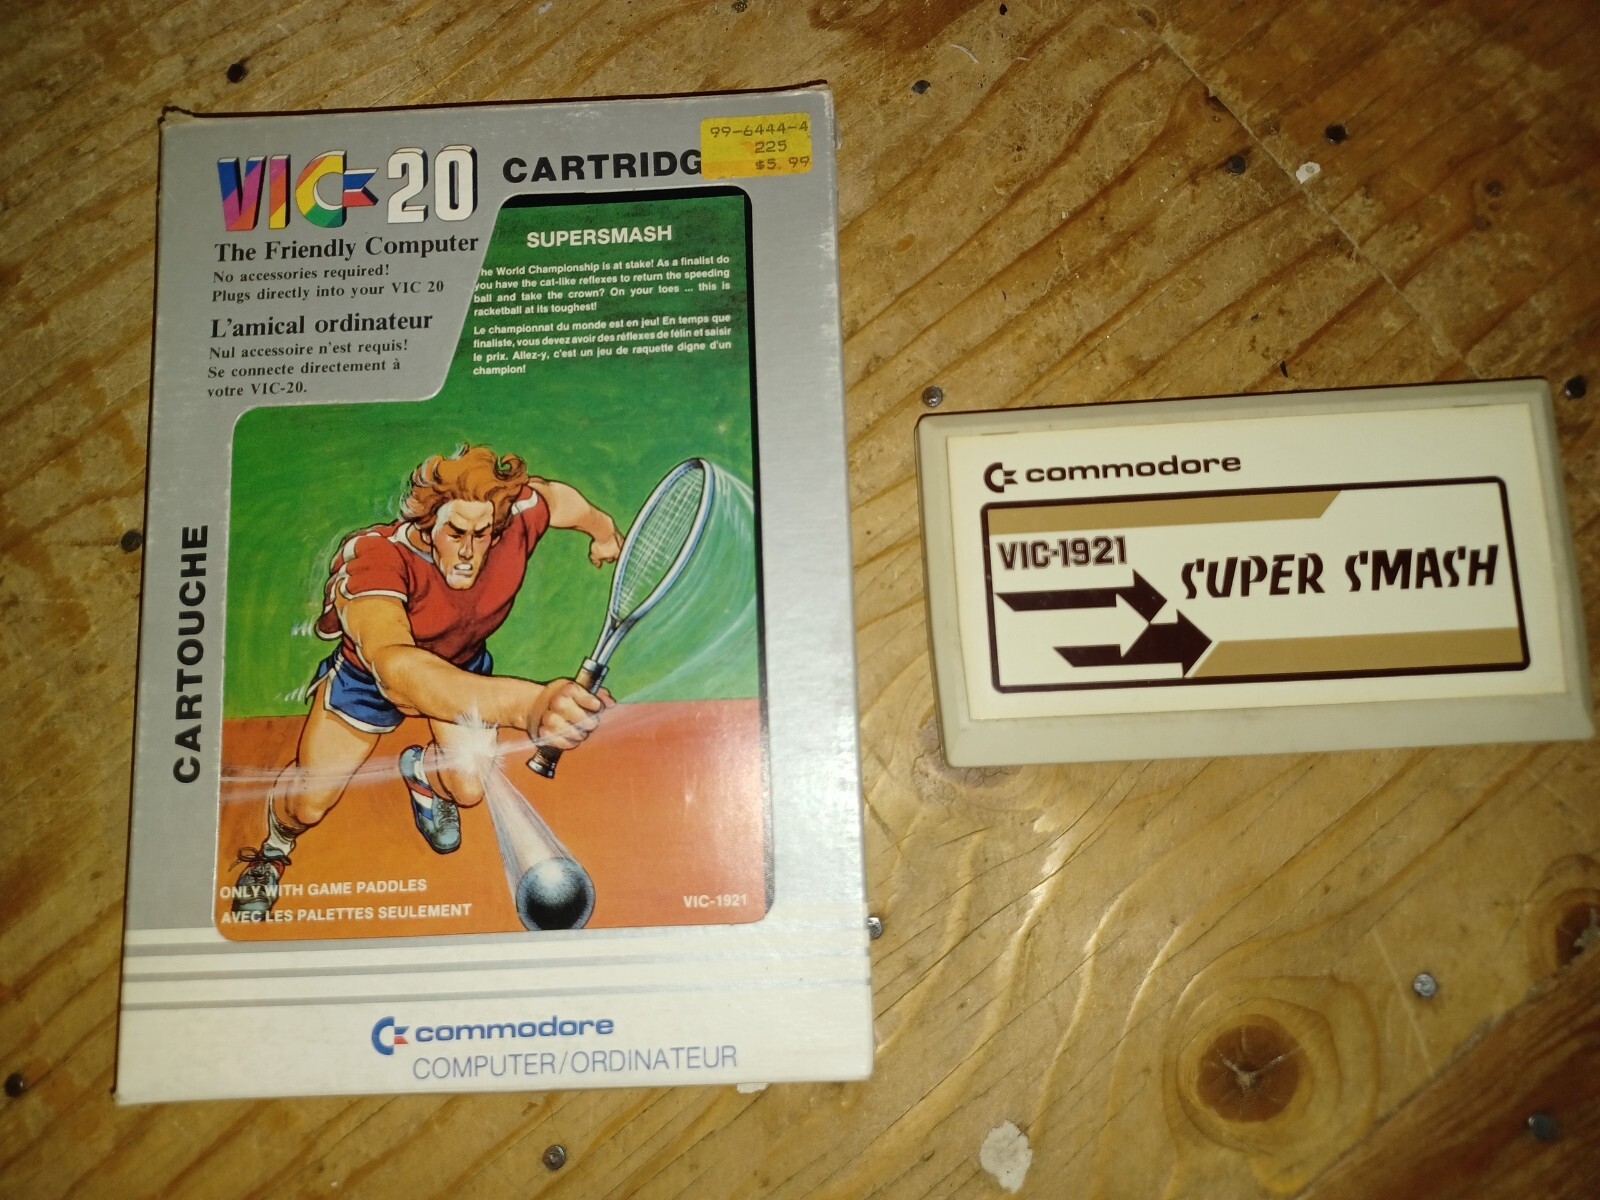 99-6444-4
225
$5.99
VIC-20
CARTRIDG
The Friendly Computer
No accessories required!
Plugs directly into your VIC 20
L'amical ordinateur
Nul accessoire n'est requis!
Se connecte directement à
votre VIC-20.
SUPERSMASH
he World Championship is at stake! As a finalist do
you have the cat-like reflexes to return the speeding
ball and take the crown? On your toes ... this is
racketball at its toughest!
Le championnat du monde est en jeu! En temps que
finaliste, vous devez avoir des réflexes de félin et saisir
le prix. Allez-y, c'est un jeu de raquette digne d'un
champion!
CARTOUCHE
ONLY WITH GAME PADDLES
AVEC LES PALETTES SEULEMENT
VIC-1921
commodore
COMPUTER/ORDINATEUR
commodore
VIC-1921
SUPER SMASH